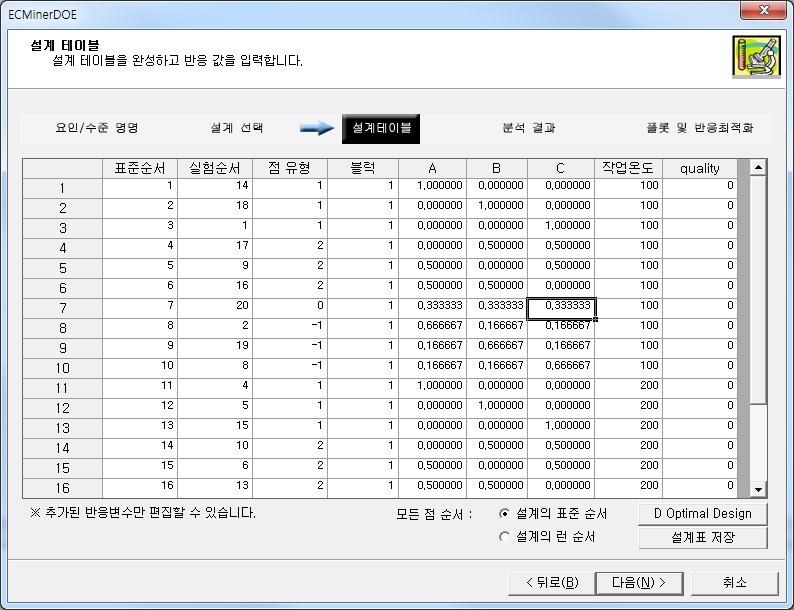 ECMinerDOE
설계 테이블
설계 테이블을 완성하고 반응 값을 입력합니다.
요인/수준 명명 설계 선택 설계테이블 분석 결과 플롯 및 반응최적화
표준순서 실험순서 점 유형 블럭 A B C 작업온도 quality
1 1 14 1 1 1,000000 0,000000 0,000000 100 0
2 2 18 1 1 0,000000 1,000000 0,000000 100 0
3 3 1 1 1 0,000000 0,000000 1,000000 100 0
4 4 17 2 1 0,000000 0,500000 0,500000 100 0
5 5 9 2 1 0,500000 0,000000 0,500000 100 0
6 6 16 2 1 0,500000 0,500000 0,000000 100 0
7 7 20 0 1 0,333333 0,333333 0,333333 100 0
8 8 2 -1 1 0,666667 0,166667 0,166667 100 0
9 9 19 -1 1 0,166667 0,666667 0,166667 100 0
10 10 8 -1 1 0,166667 0,166667 0,666667 100 0
11 11 4 1 1 1,000000 0,000000 0,000000 200 0
12 12 5 1 1 0,000000 1,000000 0,000000 200 0
13 13 15 1 1 0,000000 0,000000 1,000000 200 0
14 14 10 2 1 0,000000 0,500000 0,500000 200 0
15 15 6 2 1 0,500000 0,000000 0,500000 200 0
16 16 13 2 1 0,500000 0,500000 0,000000 200 0
※ 추가된 반응변수만 편집할 수 있습니다. 모든 점 순서 : 설계의 표준 순서 D Optimal Design
설계의 런 순서 설계표 저장
< 뒤로(B) 다음(N) > 취소